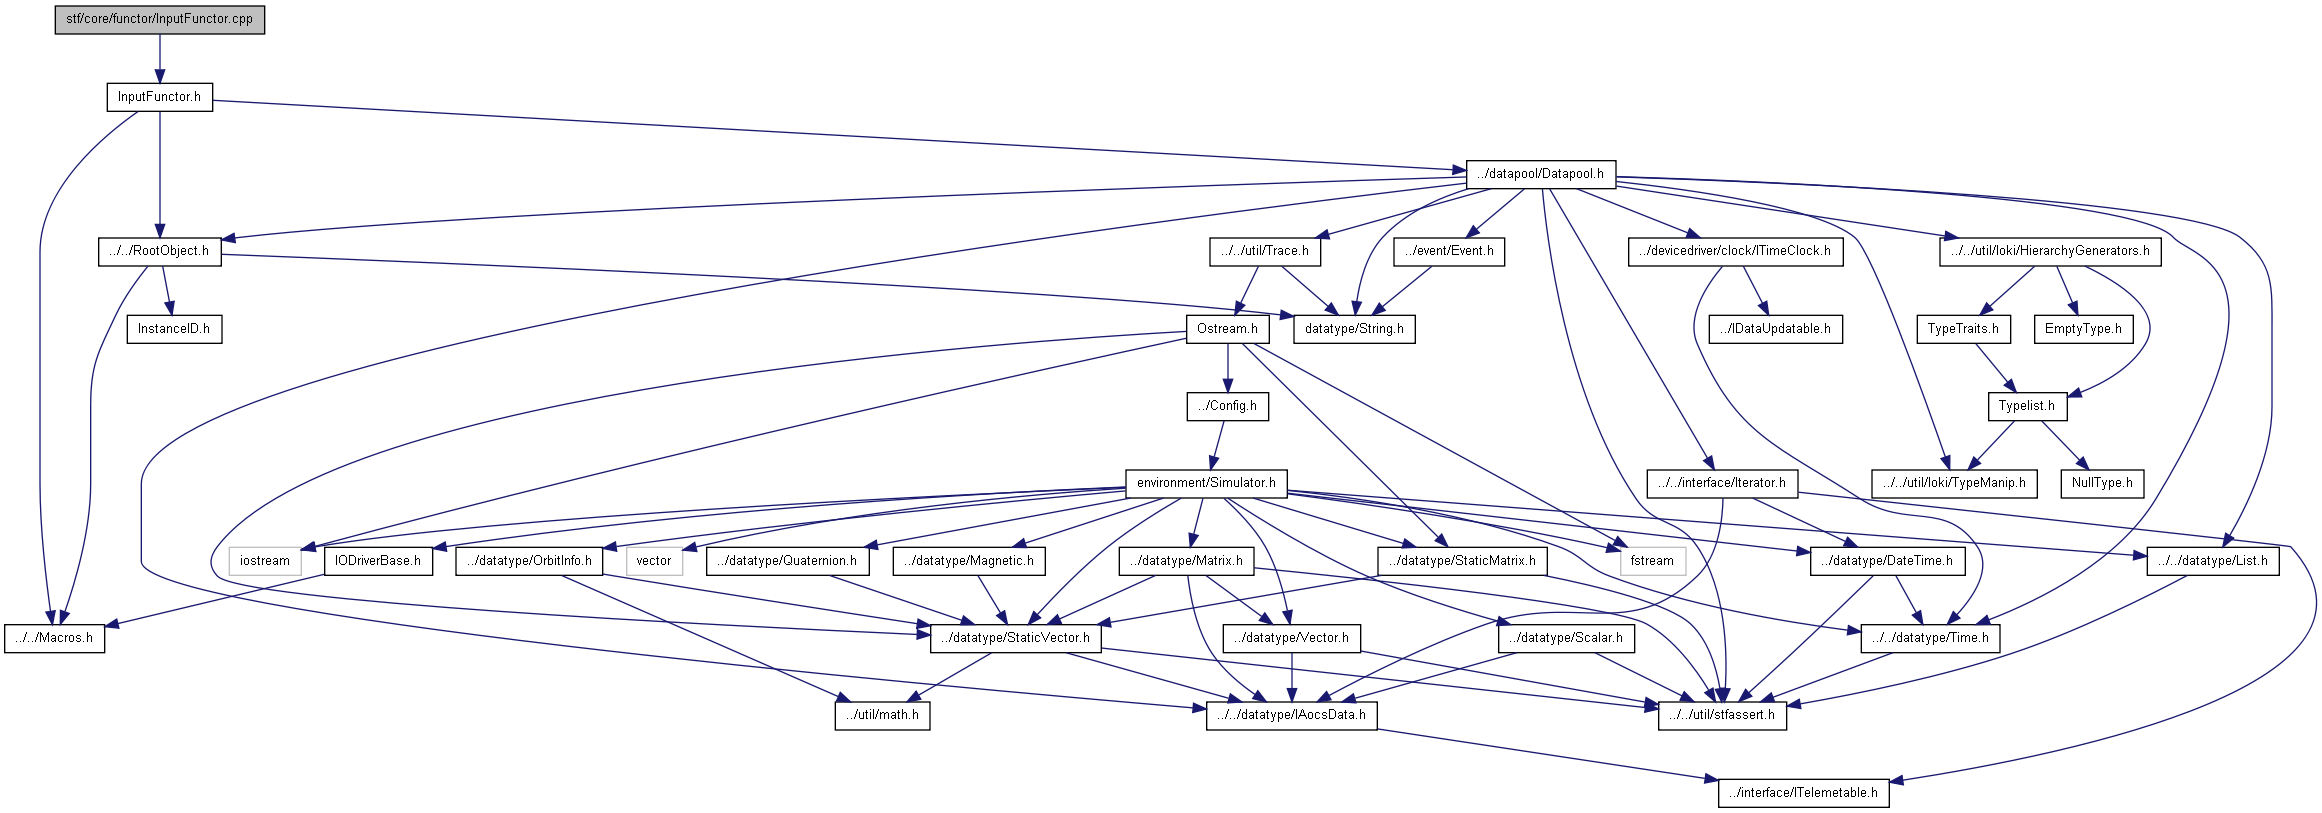 stf/core/functor/InputFunctor.cpp
InputFunctor.h
../datapool/Datapool.h
../../RootObject.h
../../util/Trace.h
../event/Event.h
../devicedriver/clock/ITimeClock.h
../../util/loki/HierarchyGenerators.h
InstanceID.h
Ostream.h
datatype/String.h
../IDataUpdatable.h
TypeTraits.h
EmptyType.h
../Config.h
Typelist.h
environment/Simulator.h
../../interface/Iterator.h
../../util/loki/TypeManip.h
NullType.h
iostream
IODriverBase.h
../datatype/OrbitInfo.h
vector
../datatype/Quaternion.h
../datatype/Magnetic.h
../datatype/Matrix.h
../datatype/StaticMatrix.h
fstream
../datatype/DateTime.h
../../datatype/List.h
../../Macros.h
../datatype/StaticVector.h
../datatype/Vector.h
../datatype/Scalar.h
../../datatype/Time.h
../util/math.h
../../datatype/IAocsData.h
../../util/stfassert.h
../interface/ITelemetable.h